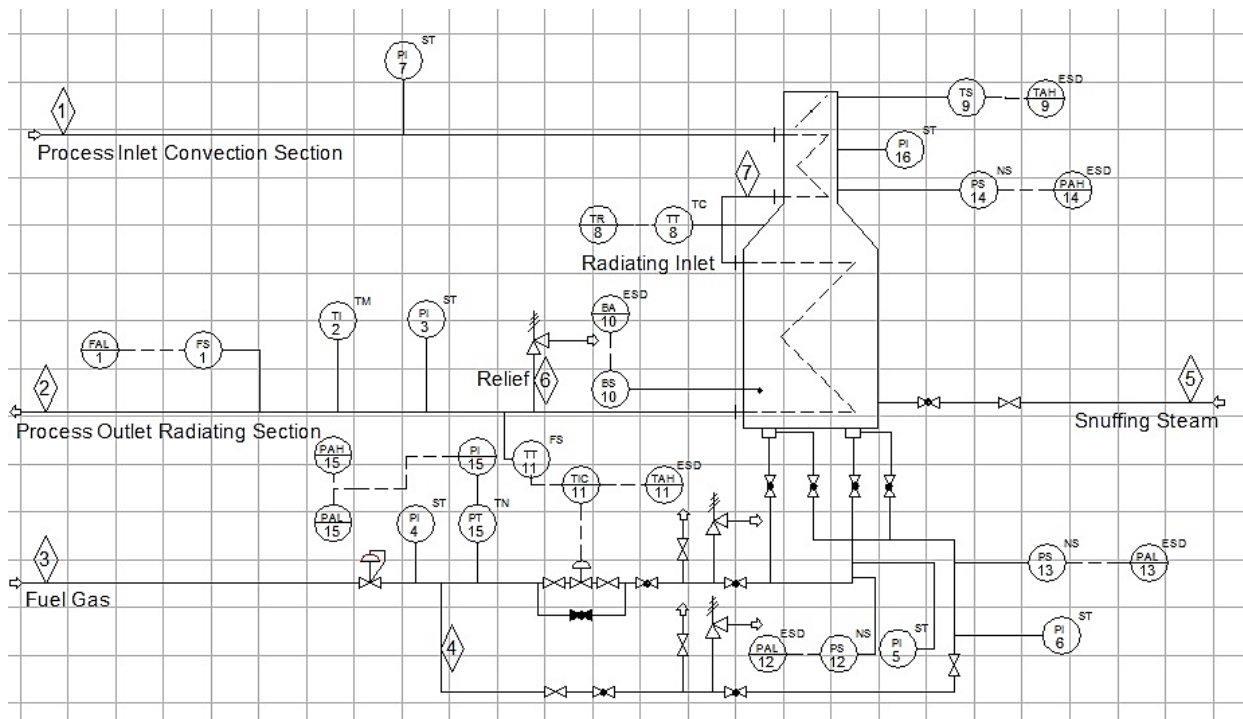 PI
7
ST
1
Process Inlet Convection Section
TS
9
TAH
9
ESD
PI
16
ST
7
PS
14
NS
PAH
14
ESD
TR
8
TT
8
TC
Radiating Inlet
BA
10
ESD
TI
2
TM
PI
3
ST
FAL
1
FS
1
Relief
6
BS
10
2
Process Outlet Radiating Section
5
Snuffing Steam
PAH
15
PI
15
TT
11
FS
TIC
11
TAH
11
ESD
PAL
15
PI
4
ST
PT
15
TN
3
Fuel Gas
PS
13
NS
PAL
13
ESD
4
PAL
12
ESD
PS
12
NS
PI
5
ST
PI
6
ST